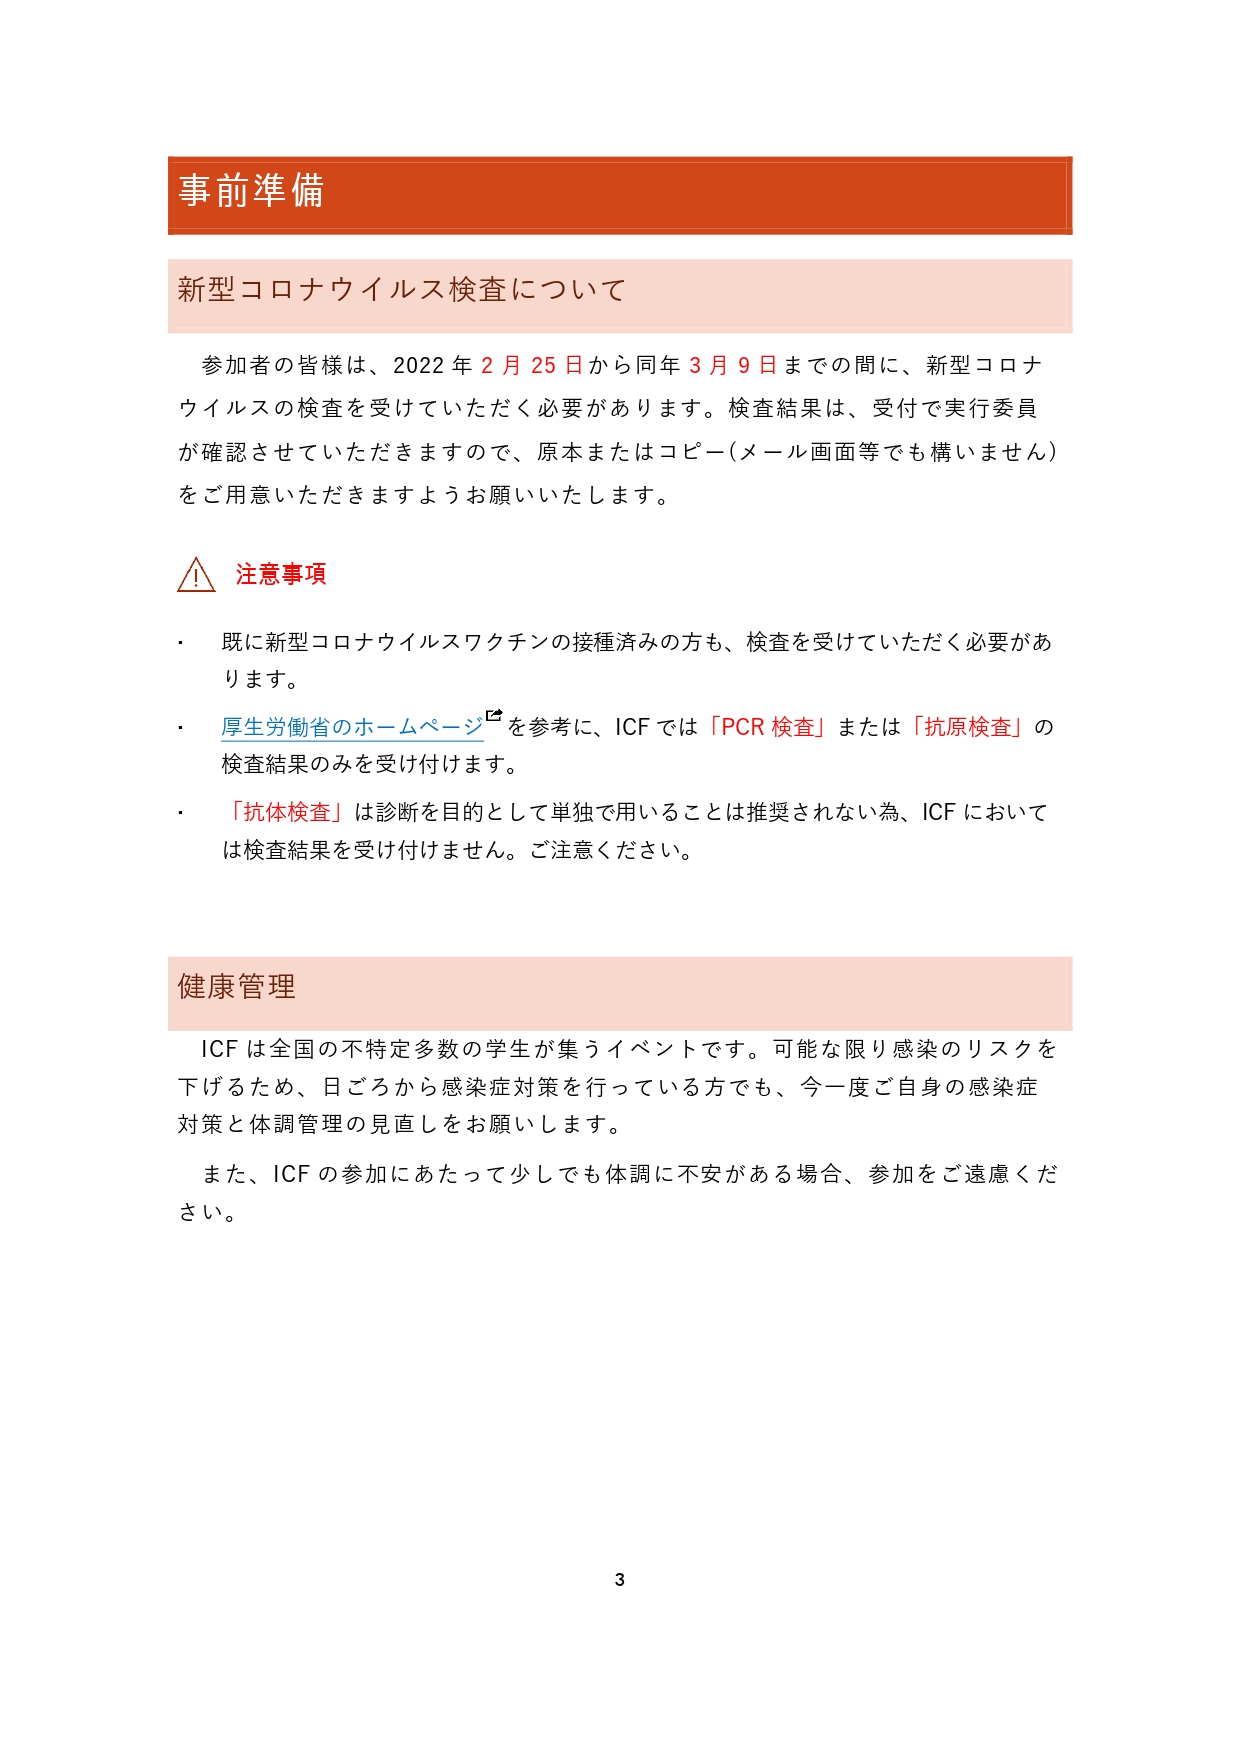 事前準備
新型コロナウイルス検査について
参加者の皆様は、2022 年 2 月 25 日から同年 3 月 9 日までの間に、新型コロナ
ウイルスの検査を受けていただく必要があります。検査結果は、受付で実行委員
が確認させていただきますので、原本またはコピー(メール画面等でも構いません)
をご用意いただきますようお願いいたします。
注意事項
・ 既に新型コロナウイルスワクチンの接種済みの方も、検査を受けていただく必要があ
ります。
・ 厚生労働省のホームページを参考に、ICF では「PCR 検査」または「抗原検査」の
検査結果のみを受け付けます。
・ 「抗体検査」は診断を目的として単独で用いることは推奨されない為、ICF において
は検査結果を受け付けません。ご注意ください。
健康管理
ICF は全国の不特定多数の学生が集うイベントです。可能な限り感染のリスクを
下げるため、日ごろから感染症対策を行っている方でも、今一度ご自身の感染症
対策と体調管理の見直しをお願いします。
また、ICF の参加にあたって少しでも体調に不安がある場合、参加をご遠慮くだ
さい。
3